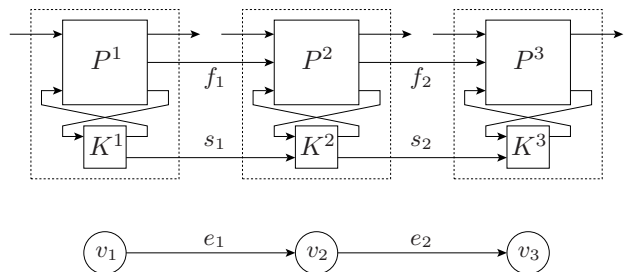 P¹ P² P³
f₁ f₂
s₁ s₂
K¹ K² K³
e₁ e₂
v₁ v₂ v₃